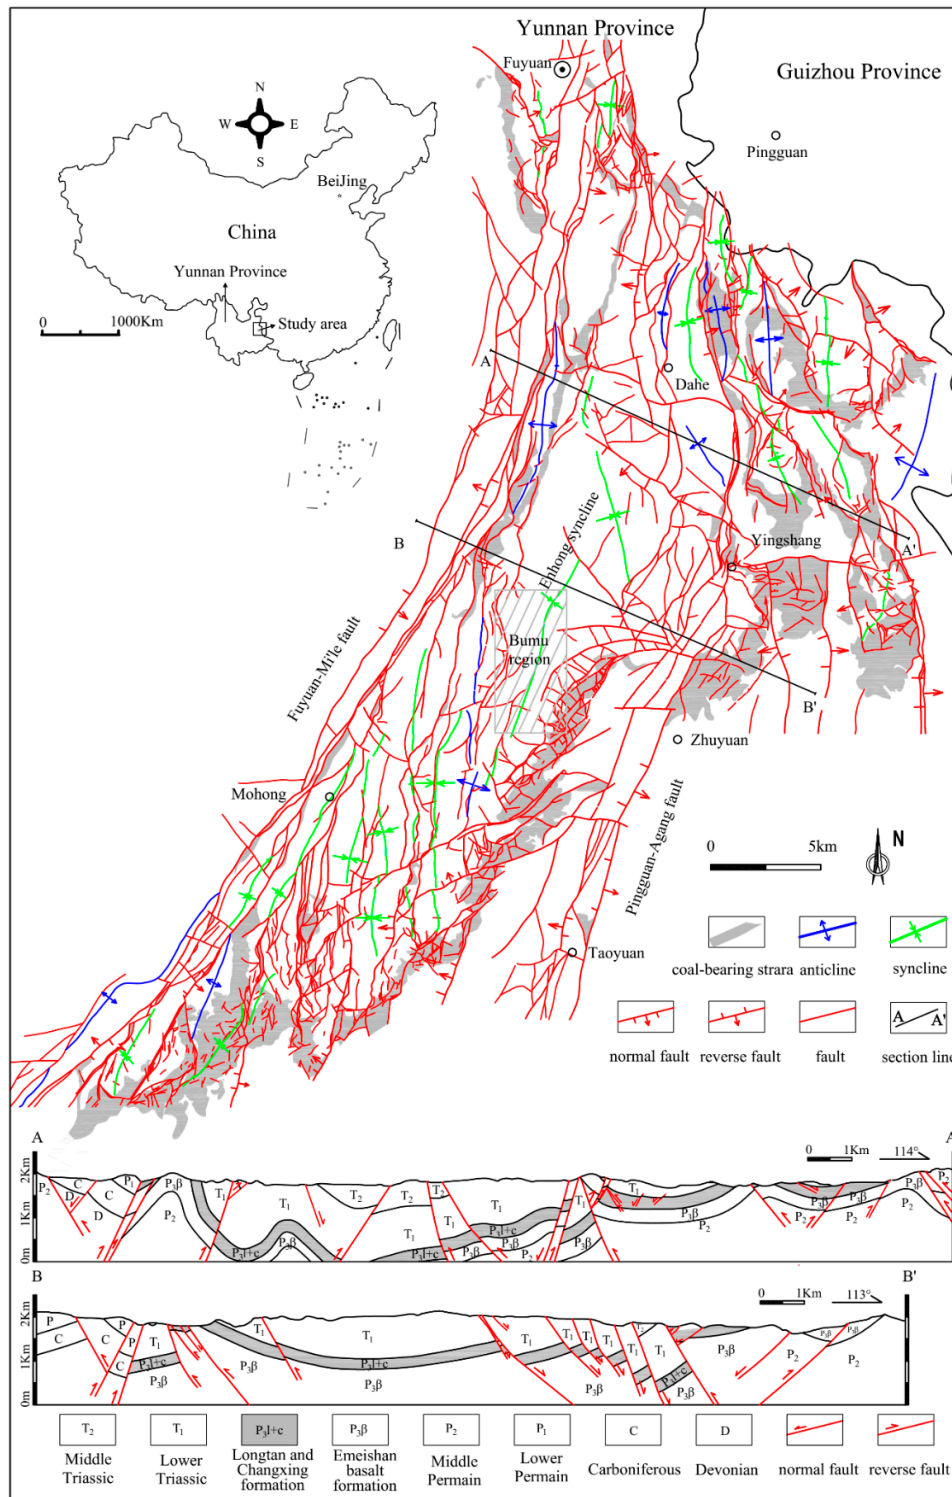 Yunnan Province
Fuyuan
Guizhou Province
Pingguan
N
W
E
S
BeiJing
*
China
Yunnan Province
0
1000Km
Study area
A
Dahe
B
Enhong syncline
Yingshang
A'
Bumu
region
Fuyuan-Mi'le fault
B'
Zhuyuan
Mohong
Pingguan-Agang fault
Taoyuan
0
5km
N
coal-bearing strara
anticline
syncline
A
A'
normal fault
reverse fault
fault
section line
A
A
0 1Km
114°
2Km
1Km
0m
P₂
C
D
C
D
P₁
P₃β
P₂
T₁
T₁
P₃l+c
P₃β
T₂
T₂
T₂
T₁
T₁
T₁
P₃l+c
P₃β
P₂
P₃l+c
P₃β
T₁
P₃β
T₁
P₃β
P₂
P₃β
P₂
P₃β
P₂
P₃β
P₂
P₂
B
B'
0 1Km
113°
2Km
1Km
0m
P
C
P
C
P
C
T₁
P₃l+c
P₃β
P₃β
T₁
T₁
P₃l+c
P₃β
T₁
P₃l+c
P₃β
T₁
T₁
T₁
T₁
P₃l+c
P₃β
P₃β
P₂
P₃β
P₃β
P₂
T₂
T₁
P₃l+c
P₃β
P₂
P₁
C
D
Middle
Triassic
Lower
Triassic
Longtan and
Changxing
formation
Emeishan
basalt
formation
Middle
Permain
Lower
Permain
Carboniferous
Devonian
normal fault
reverse fault